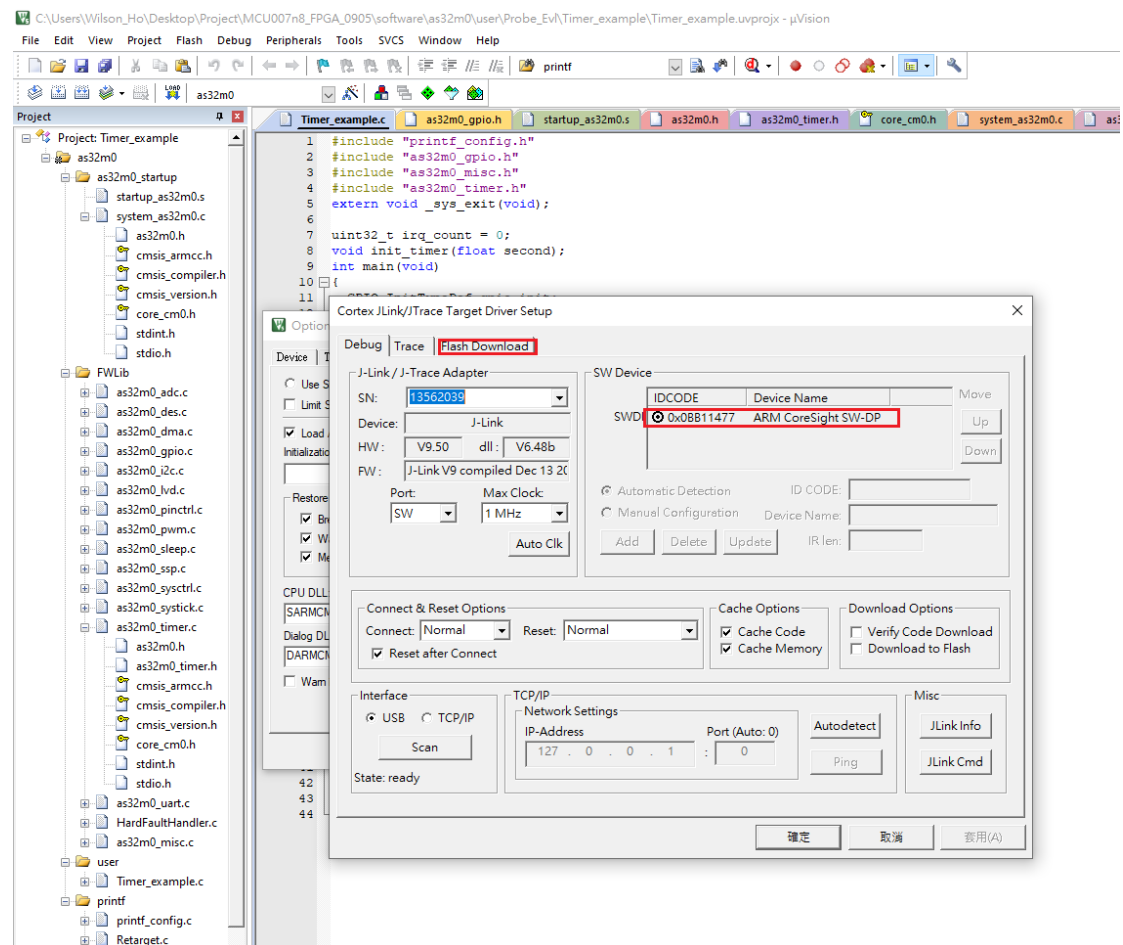 C:\Users\Wilson_Ho\Desktop\Project\MCU007n8_FPGA_0905\software\as32m0\user\Probe_Evl\Timer_example\Timer_example.uvprojx - µVision
File Edit View Project Flash Debug Peripherals Tools SVCS Window Help
printf
LOAD as32m0
Project
Project: Timer_example
as32m0
as32m0_startup
startup_as32m0.s
system_as32m0.c
as32m0.h
cmsis_armcc.h
cmsis_compiler.h
cmsis_version.h
core_cm0.h
stdint.h
stdio.h
FWLib
as32m0_adc.c
as32m0_des.c
as32m0_dma.c
as32m0_gpio.c
as32m0_i2c.c
as32m0_lvd.c
as32m0_pinctrl.c
as32m0_pwm.c
as32m0_sleep.c
as32m0_ssp.c
as32m0_sysctrl.c
as32m0_systick.c
as32m0_timer.c
as32m0.h
as32m0_timer.h
cmsis_armcc.h
cmsis_compiler.h
cmsis_version.h
core_cm0.h
stdint.h
stdio.h
as32m0_uart.c
HardFaultHandler.c
as32m0_misc.c
user
Timer_example.c
printf
printf_config.c
Retarget.c
Timer_example.c as32m0_gpio.h startup_as32m0.s as32m0.h as32m0_timer.h core_cm0.h system_as32m0.c
1 #include "printf_config.h"
2 #include "as32m0_gpio.h"
3 #include "as32m0_misc.h"
4 #include "as32m0_timer.h"
5 extern void _sys_exit(void);
6
7 uint32_t irq_count = 0;
8 void init_timer(float second);
9 int main(void)
10 {
11
42
43
44
Device
Use
Limit
Load
CPU DLL
Dialog DL
Warn
Cortex JLink/JTrace Target Driver Setup
Debug Trace Flash Download
J-Link / J-Trace Adapter
SN: 13562039
Device: J-Link
HW : V9.50 dll : V6.48b
FW : J-Link V9 compiled Dec 13 20
Port: Max Clock:
SW 1 MHz
Auto Clk
SW Device
IDCODE Device Name Move
0x0BB11477 ARM CoreSight SW-DP Up
Down
Automatic Detection ID CODE:
Manual Configuration Device Name:
Add Delete Update IR len:
Connect & Reset Options
Connect: Normal Reset: Normal
Reset after Connect
Cache Options
Cache Code
Cache Memory
Download Options
Verify Code Download
Download to Flash
Interface
USB TCP/IP
Scan
State: ready
TCP/IP
Network Settings
IP-Address Port (Auto: 0)
127 . 0 . 0 . 1 : 0
Autodetect
Ping
Misc
JLink Info
JLink Cmd
確定 取消 套用(A)